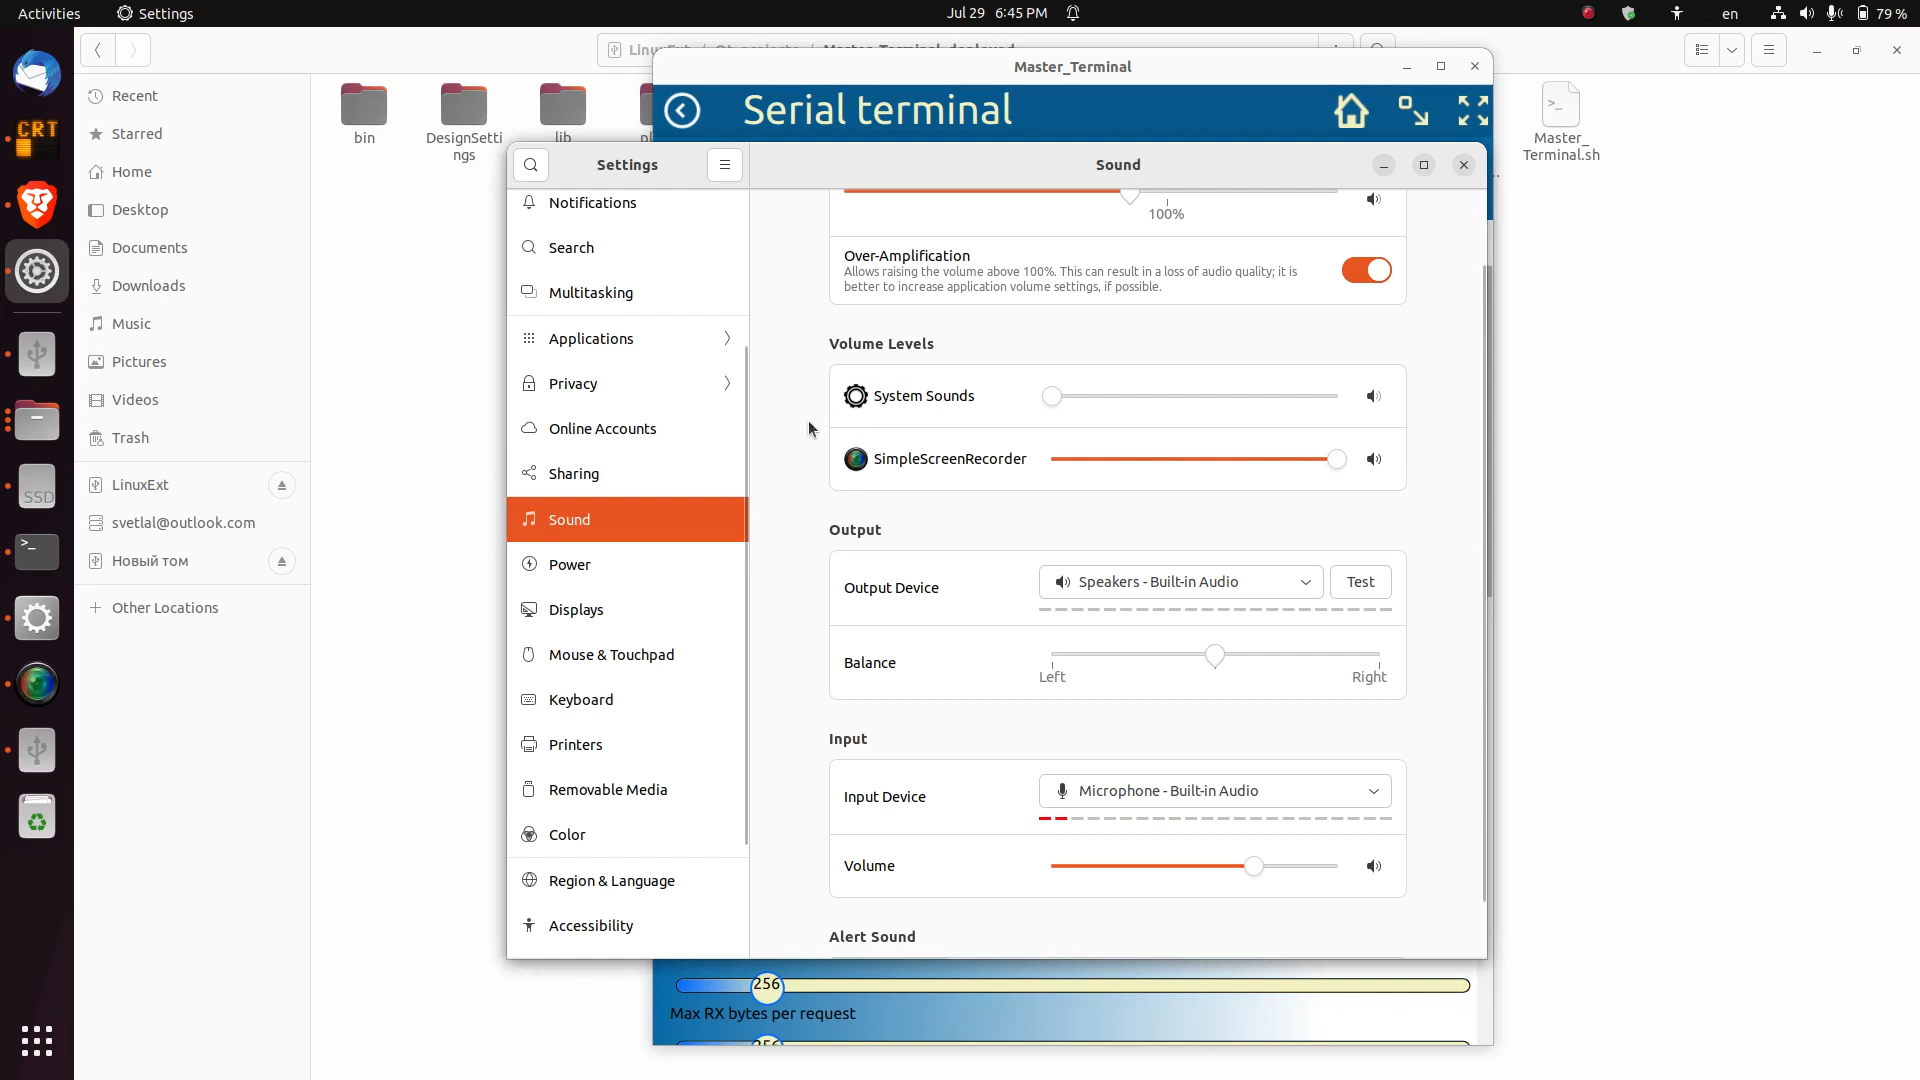 Activities
Settings
Jul 29 6:45 PM
en
79 %
Recent
Starred
Home
Desktop
Documents
Downloads
Music
Pictures
Videos
Trash
LinuxExt
svetlal@outlook.com
Новый том
Other Locations
CRT
SSD
bin
DesignSetti
ngs
lib
Master_
Terminal.sh
Master_Terminal
Serial terminal
Settings
Notifications
Search
Multitasking
Applications
Privacy
Online Accounts
Sharing
Sound
Power
Displays
Mouse & Touchpad
Keyboard
Printers
Removable Media
Color
Region & Language
Accessibility
Sound
100%
Over-Amplification
Allows raising the volume above 100%. This can result in a loss of audio quality; it is
better to increase application volume settings, if possible.
Volume Levels
System Sounds
SimpleScreenRecorder
Output
Output Device
Speakers - Built-in Audio
Test
Balance
Left
Right
Input
Input Device
Microphone - Built-in Audio
Volume
Alert Sound
256
Max RX bytes per request